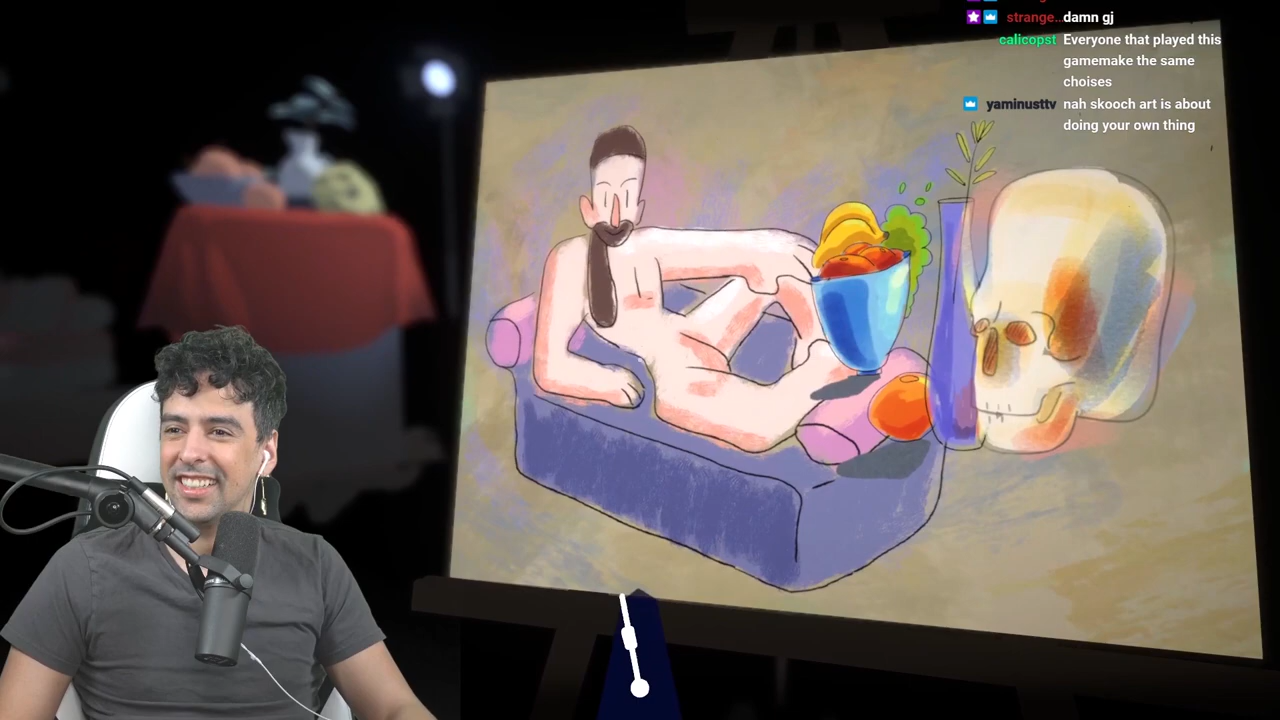 strange... damn gj
calicopst Everyone that played this
gamemake the same
choises
yaminusttv nah skooch art is about
doing your own thing